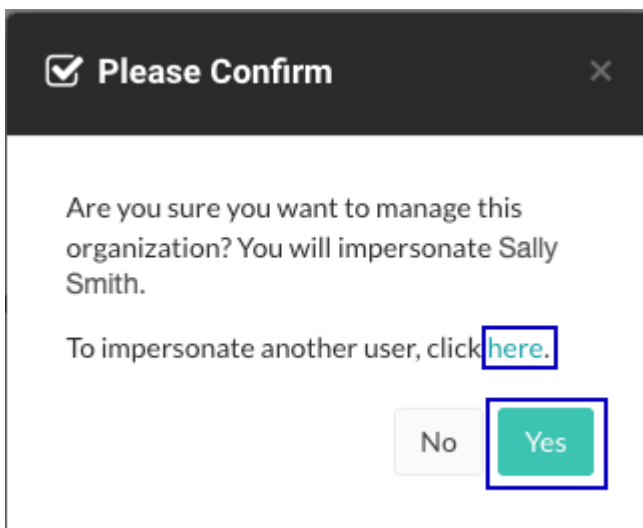 Please Confirm
×
Are you sure you want to manage this
organization? You will impersonate Sally
Smith.
To impersonate another user, click here.
No
Yes